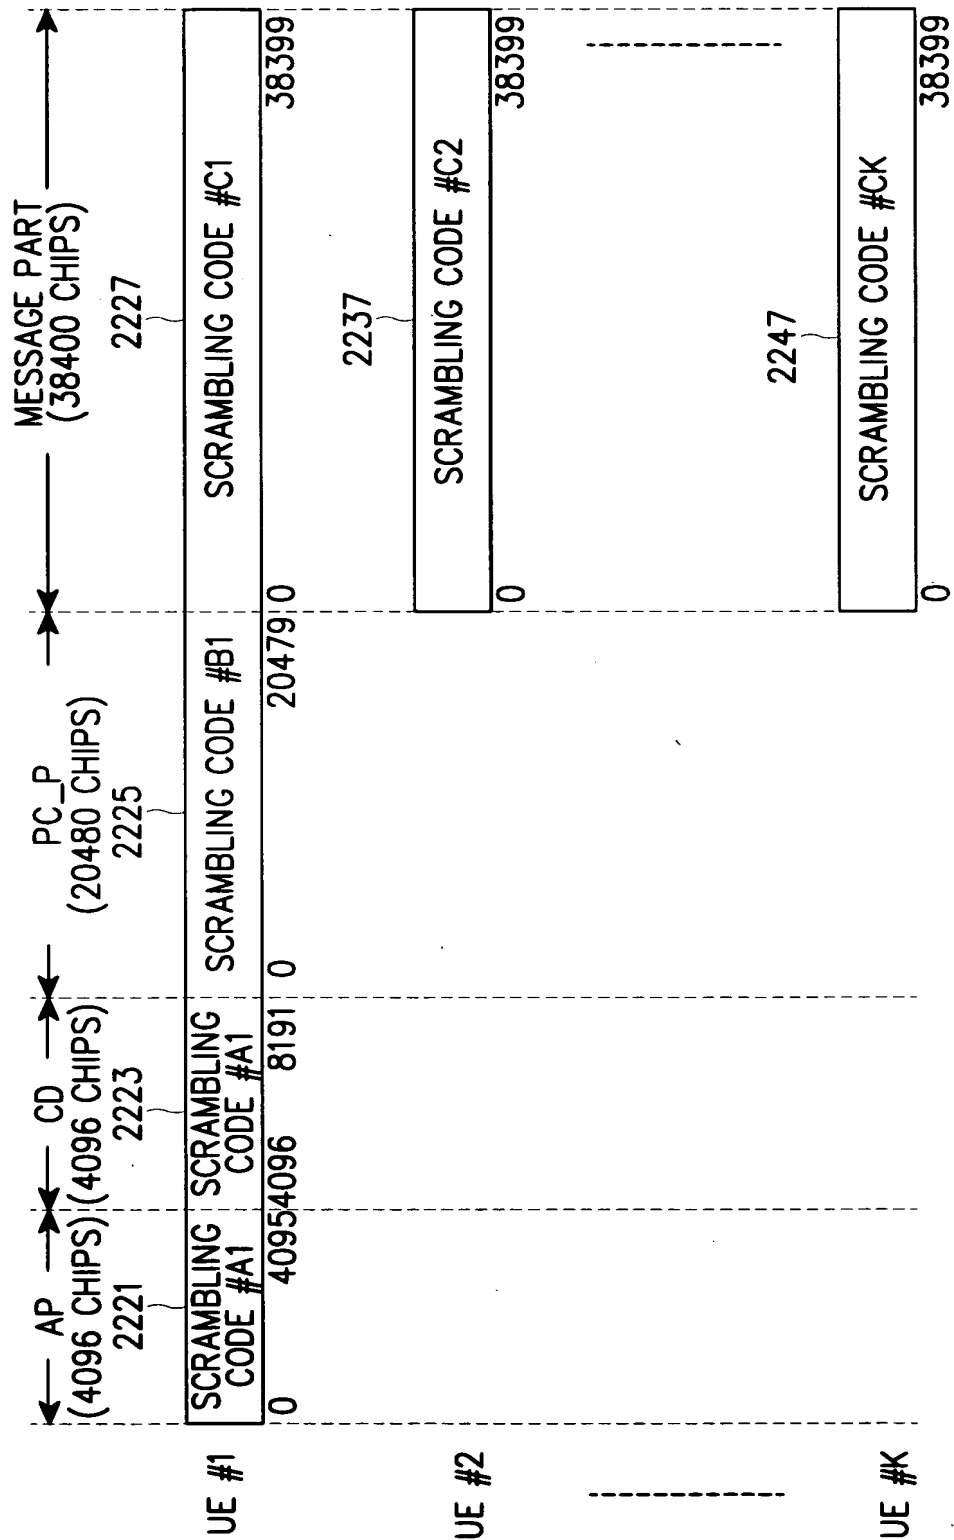 AP
(4096 CHIPS)
2221
CD
(4096 CHIPS)
2223
PC_P
(20480 CHIPS)
2225
MESSAGE PART
(38400 CHIPS)
2227
UE #1
SCRAMBLING
CODE #A1
SCRAMBLING
CODE #A1
SCRAMBLING CODE #B1
SCRAMBLING CODE #C1
0
4095
4096
8191
0
20479
0
38399
2237
UE #2
SCRAMBLING CODE #C2
0
38399
2247
UE #K
SCRAMBLING CODE #CK
0
38399